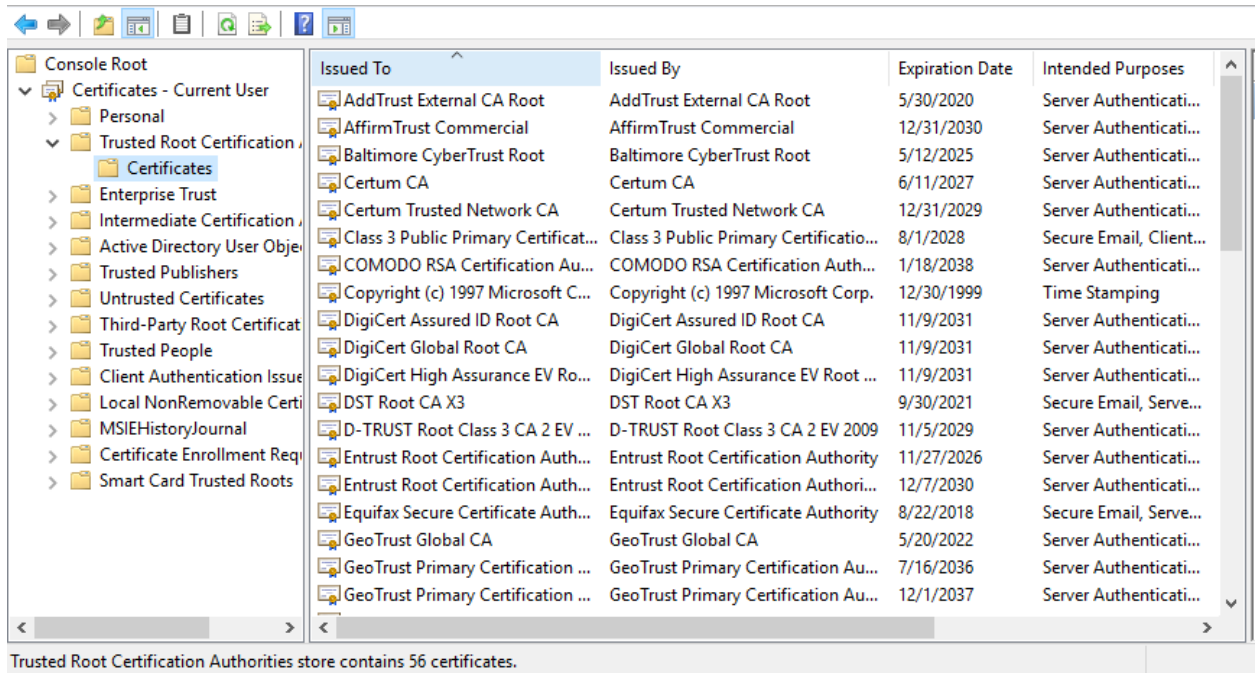 Console Root
Certificates - Current User
Personal
Trusted Root Certification
Certificates
Enterprise Trust
Intermediate Certification
Active Directory User Obje
Trusted Publishers
Untrusted Certificates
Third-Party Root Certificat
Trusted People
Client Authentication Issue
Local NonRemovable Certi
MSIEHistoryJournal
Certificate Enrollment Requ
Smart Card Trusted Roots
Issued To Issued By Expiration Date Intended Purposes
AddTrust External CA Root AddTrust External CA Root 5/30/2020 Server Authenticati...
AffirmTrust Commercial AffirmTrust Commercial 12/31/2030 Server Authenticati...
Baltimore CyberTrust Root Baltimore CyberTrust Root 5/12/2025 Server Authenticati...
Certum CA Certum CA 6/11/2027 Server Authenticati...
Certum Trusted Network CA Certum Trusted Network CA 12/31/2029 Server Authenticati...
Class 3 Public Primary Certificat... Class 3 Public Primary Certificatio... 8/1/2028 Secure Email, Client...
COMODO RSA Certification Au... COMODO RSA Certification Auth... 1/18/2038 Server Authenticati...
Copyright (c) 1997 Microsoft C... Copyright (c) 1997 Microsoft Corp. 12/30/1999 Time Stamping
DigiCert Assured ID Root CA DigiCert Assured ID Root CA 11/9/2031 Server Authenticati...
DigiCert Global Root CA DigiCert Global Root CA 11/9/2031 Server Authenticati...
DigiCert High Assurance EV Ro... DigiCert High Assurance EV Root ... 11/9/2031 Server Authenticati...
DST Root CA X3 DST Root CA X3 9/30/2021 Secure Email, Serve...
D-TRUST Root Class 3 CA 2 EV ... D-TRUST Root Class 3 CA 2 EV 2009 11/5/2029 Server Authenticati...
Entrust Root Certification Auth... Entrust Root Certification Authority 11/27/2026 Server Authenticati...
Entrust Root Certification Auth... Entrust Root Certification Authori... 12/7/2030 Server Authenticati...
Equifax Secure Certificate Auth... Equifax Secure Certificate Authority 8/22/2018 Secure Email, Serve...
GeoTrust Global CA GeoTrust Global CA 5/20/2022 Server Authenticati...
GeoTrust Primary Certification ... GeoTrust Primary Certification Au... 7/16/2036 Server Authenticati...
GeoTrust Primary Certification ... GeoTrust Primary Certification Au... 12/1/2037 Server Authenticati...
Trusted Root Certification Authorities store contains 56 certificates.